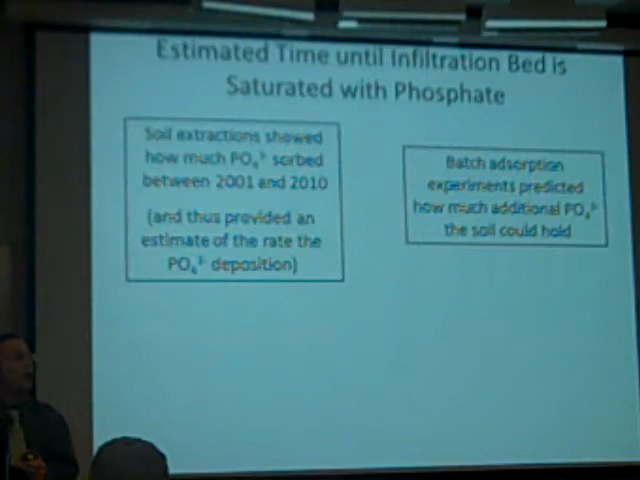 Estimated Time until Infiltration Bed is
Saturated with Phosphate
Soil extractions showed
how much PO₄³⁻ sorbed
between 2001 and 2010
(and thus provided an
estimate of the rate the
PO₄³⁻ deposition)
Batch adsorption
experiments predicted
how much additional PO₄³⁻
the soil could hold